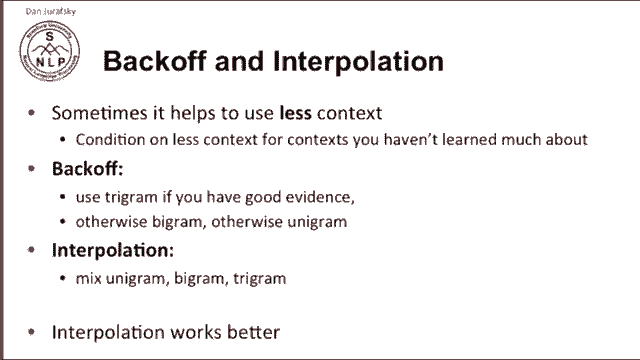 Dan Jurafsky
S
N L P
Backoff and Interpolation
• Sometimes it helps to use less context
• Condition on less context for contexts you haven't learned much about
• Backoff:
• use trigram if you have good evidence,
• otherwise bigram, otherwise unigram
• Interpolation:
• mix unigram, bigram, trigram
• Interpolation works better